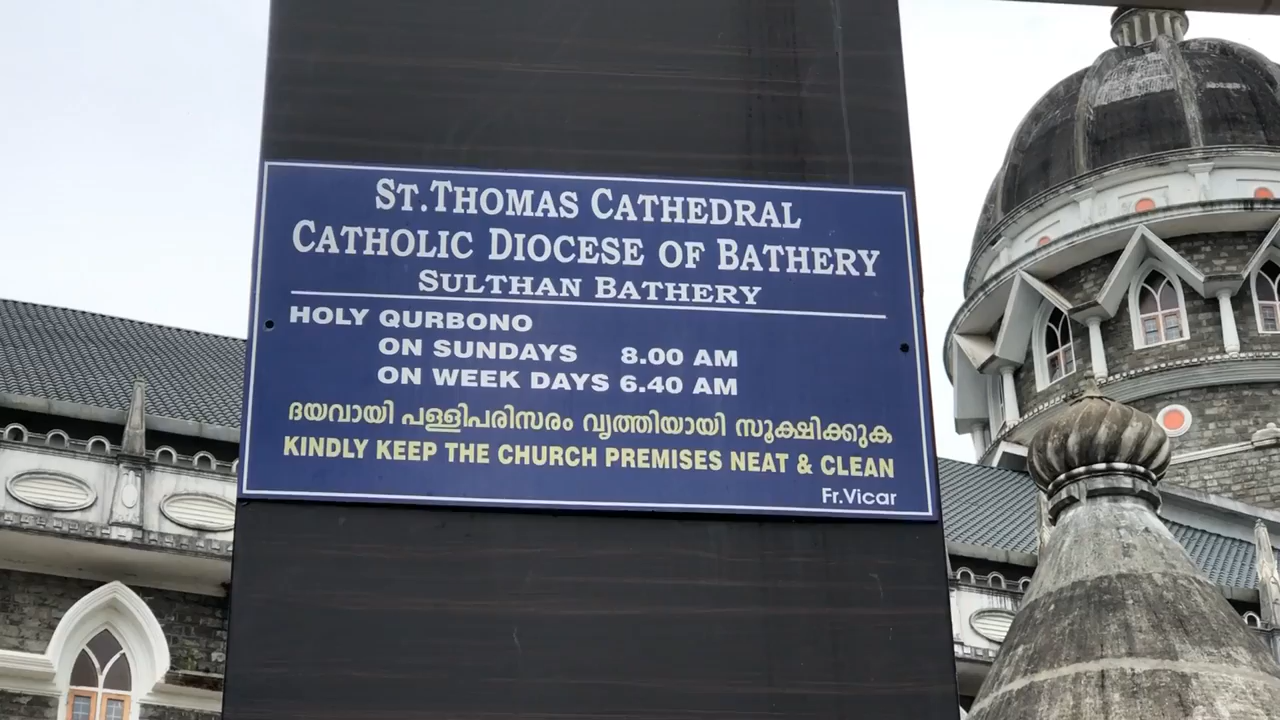 ST.THOMAS CATHEDRAL
CATHOLIC DIOCESE OF BATHERY
SULTHAN BATHERY
HOLY QURBONO
ON SUNDAYS 8.00 AM
ON WEEK DAYS 6.40 AM
ദയവായി പള്ളിപരിസരം വൃത്തിയായി സൂക്ഷിക്കുക
KINDLY KEEP THE CHURCH PREMISES NEAT & CLEAN
Fr.Vicar